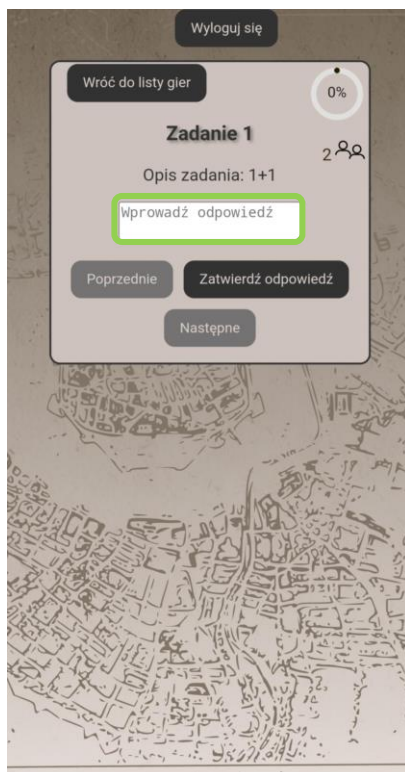 Wyloguj się
Wróć do listy gier
0%
Zadanie 1
2
Opis zadania: 1+1
Wprowadź odpowiedź
Poprzednie
Zatwierdź odpowiedź
Następne